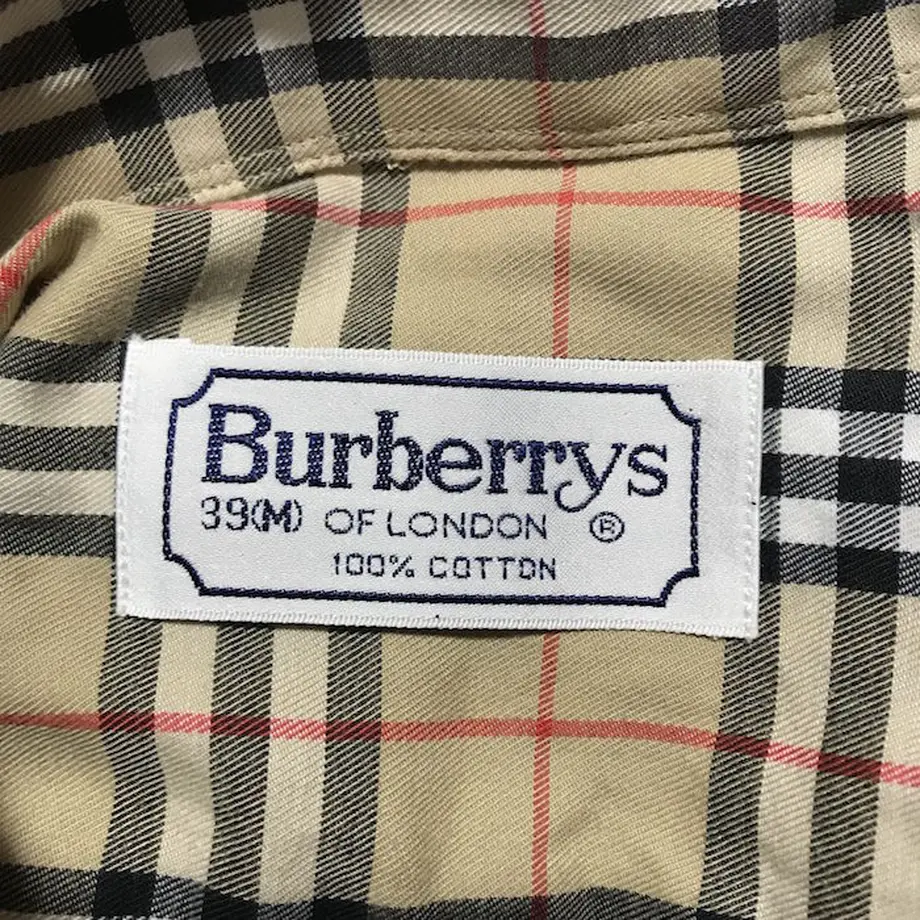 Burberrys
39(M) OF LONDON ®
100% COTTON